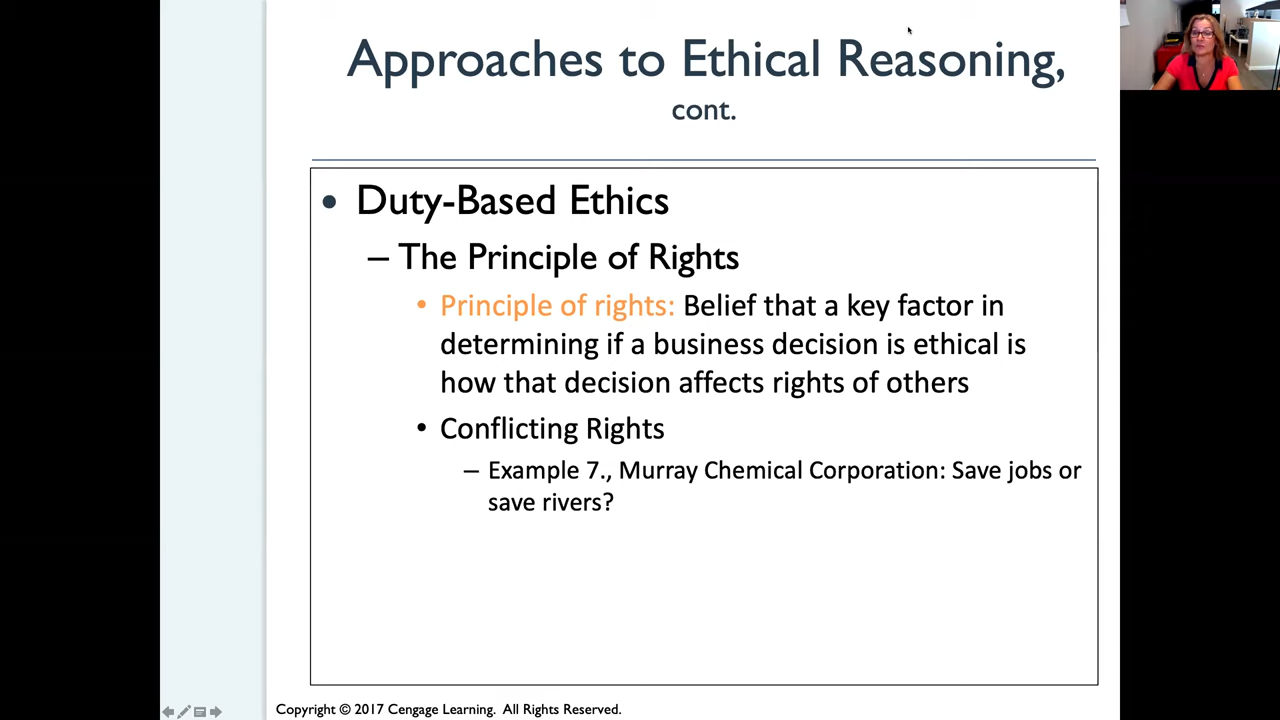 Approaches to Ethical Reasoning,
cont.
• Duty-Based Ethics
– The Principle of Rights
• Principle of rights: Belief that a key factor in
determining if a business decision is ethical is
how that decision affects rights of others
• Conflicting Rights
– Example 7., Murray Chemical Corporation: Save jobs or
save rivers?
Copyright © 2017 Cengage Learning. All Rights Reserved.